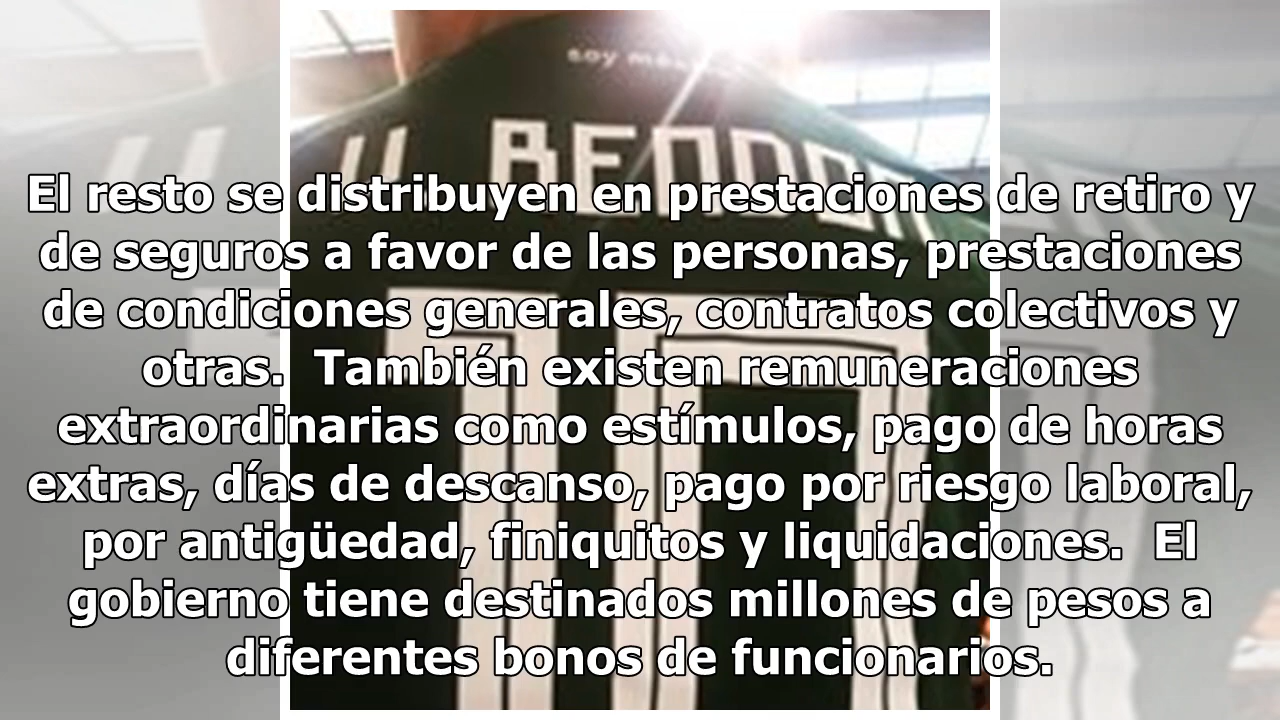 soy
H. RENDON
El resto se distribuyen en prestaciones de retiro y
de seguros a favor de las personas, prestaciones
de condiciones generales, contratos colectivos y
otras. También existen remuneraciones
extraordinarias como estímulos, pago de horas
extras, días de descanso, pago por riesgo laboral,
por antigüedad, finiquitos y liquidaciones. El
gobierno tiene destinados millones de pesos a
diferentes bonos de funcionarios.